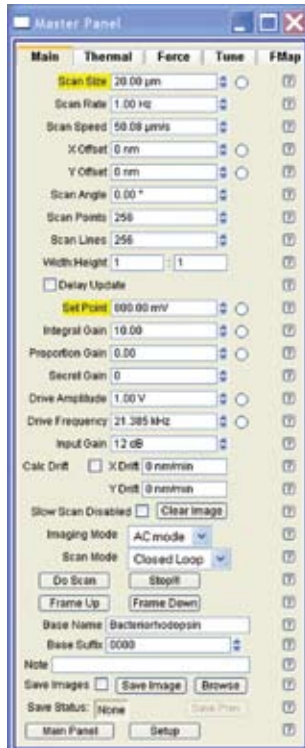 Master Panel
Main Thermal Force Tune FMap
Scan Size 20.00 µm
Scan Rate 1.00 Hz
Scan Speed 50.08 µm/s
X Offset 0 nm
Y Offset 0 nm
Scan Angle 0.00 °
Scan Points 256
Scan Lines 256
Width:Height 1 : 1
Delay Update
Set Point 800.00 mV
Integral Gain 10.00
Proportion Gain 0.00
Secret Gain 0
Drive Amplitude 1.00 V
Drive Frequency 21.385 kHz
Input Gain 12 dB
Calc Drift X Drift 0 nm/min
Y Drift 0 nm/min
Slow Scan Disabled Clear Image
Imaging Mode AC mode
Scan Mode Closed Loop
Do Scan Stop!!!
Frame Up Frame Down
Base Name Bacteriorhodopsin
Base Suffix 0000
Note
Save Images Save Image Browse
Save Status: None Save Prev.
Main Panel Setup